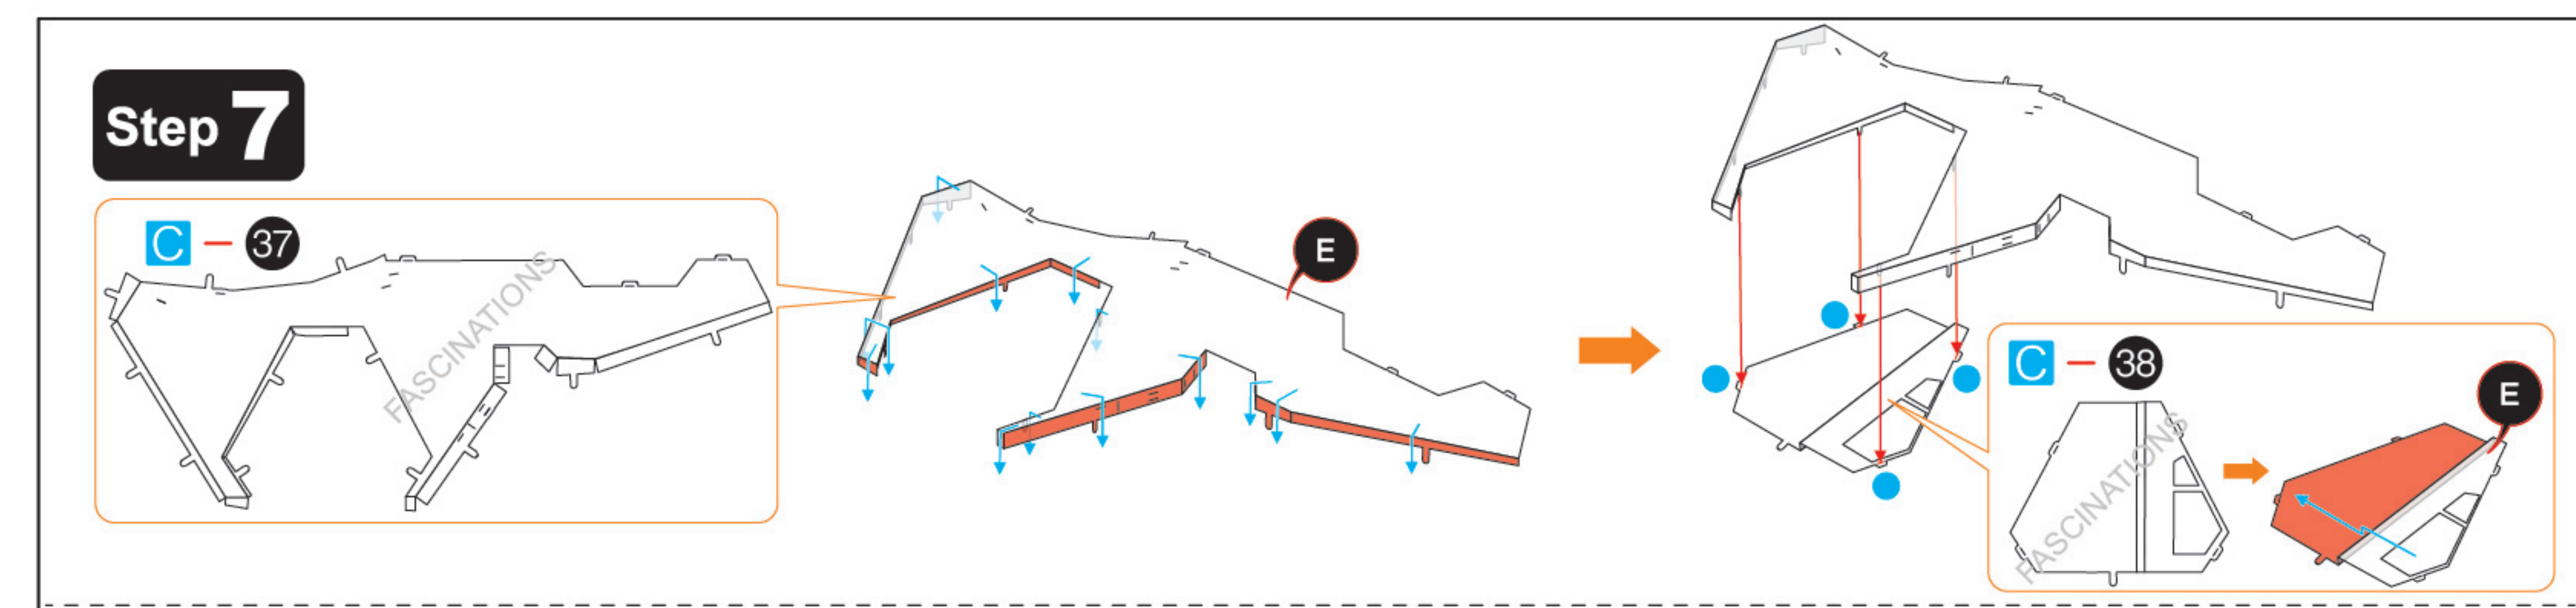 Step 7
C - 37
FASCINATIONS
E
C - 38
FASCINATIONS
E